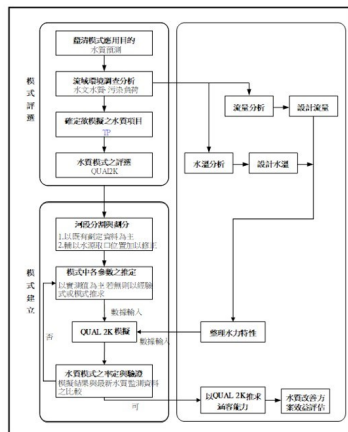 模式評選
釐清模式應用目的
水質預測
流域環境調查分析
水文水質、污染負荷
確定欲模擬之水質項目
TP
水質模式之評選
QUAL2K
流量分析
設計流量
水溫分析
設計水溫
模式建立
河段分割與劃分
1.以既有劃定資料為主
2.輔以水源取口位置加以修正
模式中各參數之推定
以實測值為主,若無則以經驗
式或模式推求
數據輸入
QUAL 2K 模擬
數據輸入
整理水力特性
否
水質模式之率定與驗證
模擬結果與最新水質監測資料
之比較
可
以QUAL 2K推求
涵容能力
水質改善方
案效益評估